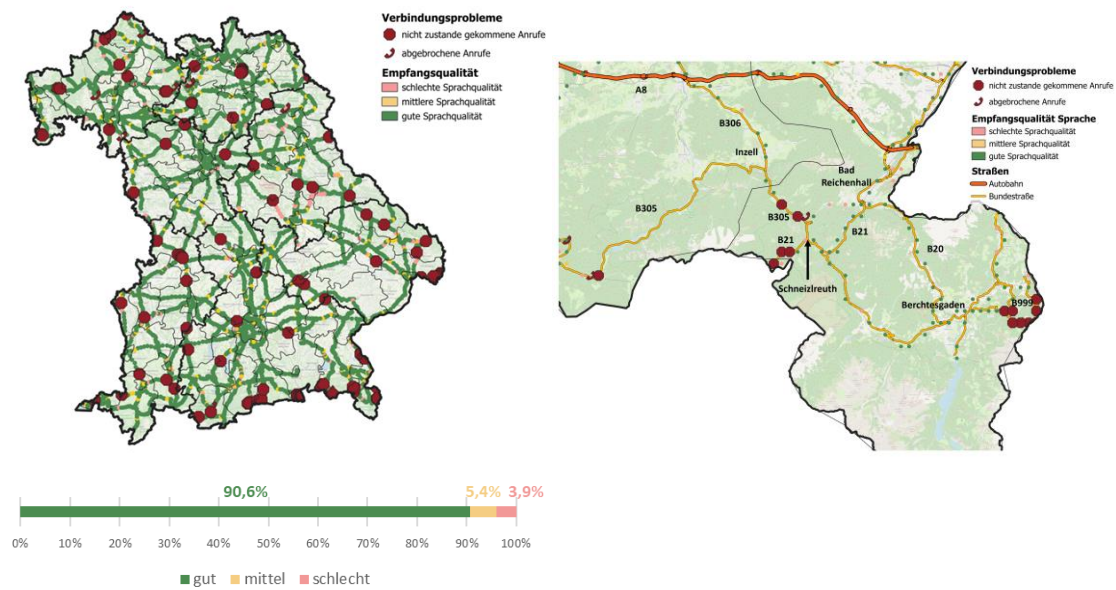 Verbindungsprobleme
nicht zustande gekommene Anrufe
abgebrochene Anrufe
Empfangsqualität
schlechte Sprachqualität
mittlere Sprachqualität
gute Sprachqualität
90,6%
5,4%
3,9%
0%
10%
20%
30%
40%
50%
60%
70%
80%
90%
100%
gut
mittel
schlecht
A8
B306
Inzell
Bad
Reichenhall
B305
B305
B21
B21
B20
Schneizlreuth
Berchtesgaden
B999
Verbindungsprobleme
nicht zustande gekommene Anrufe
abgebrochene Anrufe
Empfangsqualität Sprache
schlechte Sprachqualität
mittlere Sprachqualität
gute Sprachqualität
Straßen
Autobahn
Bundestraße